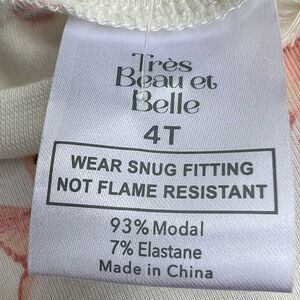 Très
Beau et
Belle
4T
WEAR SNUG FITTING
NOT FLAME RESISTANT
93% Modal
7% Elastane
Made in China